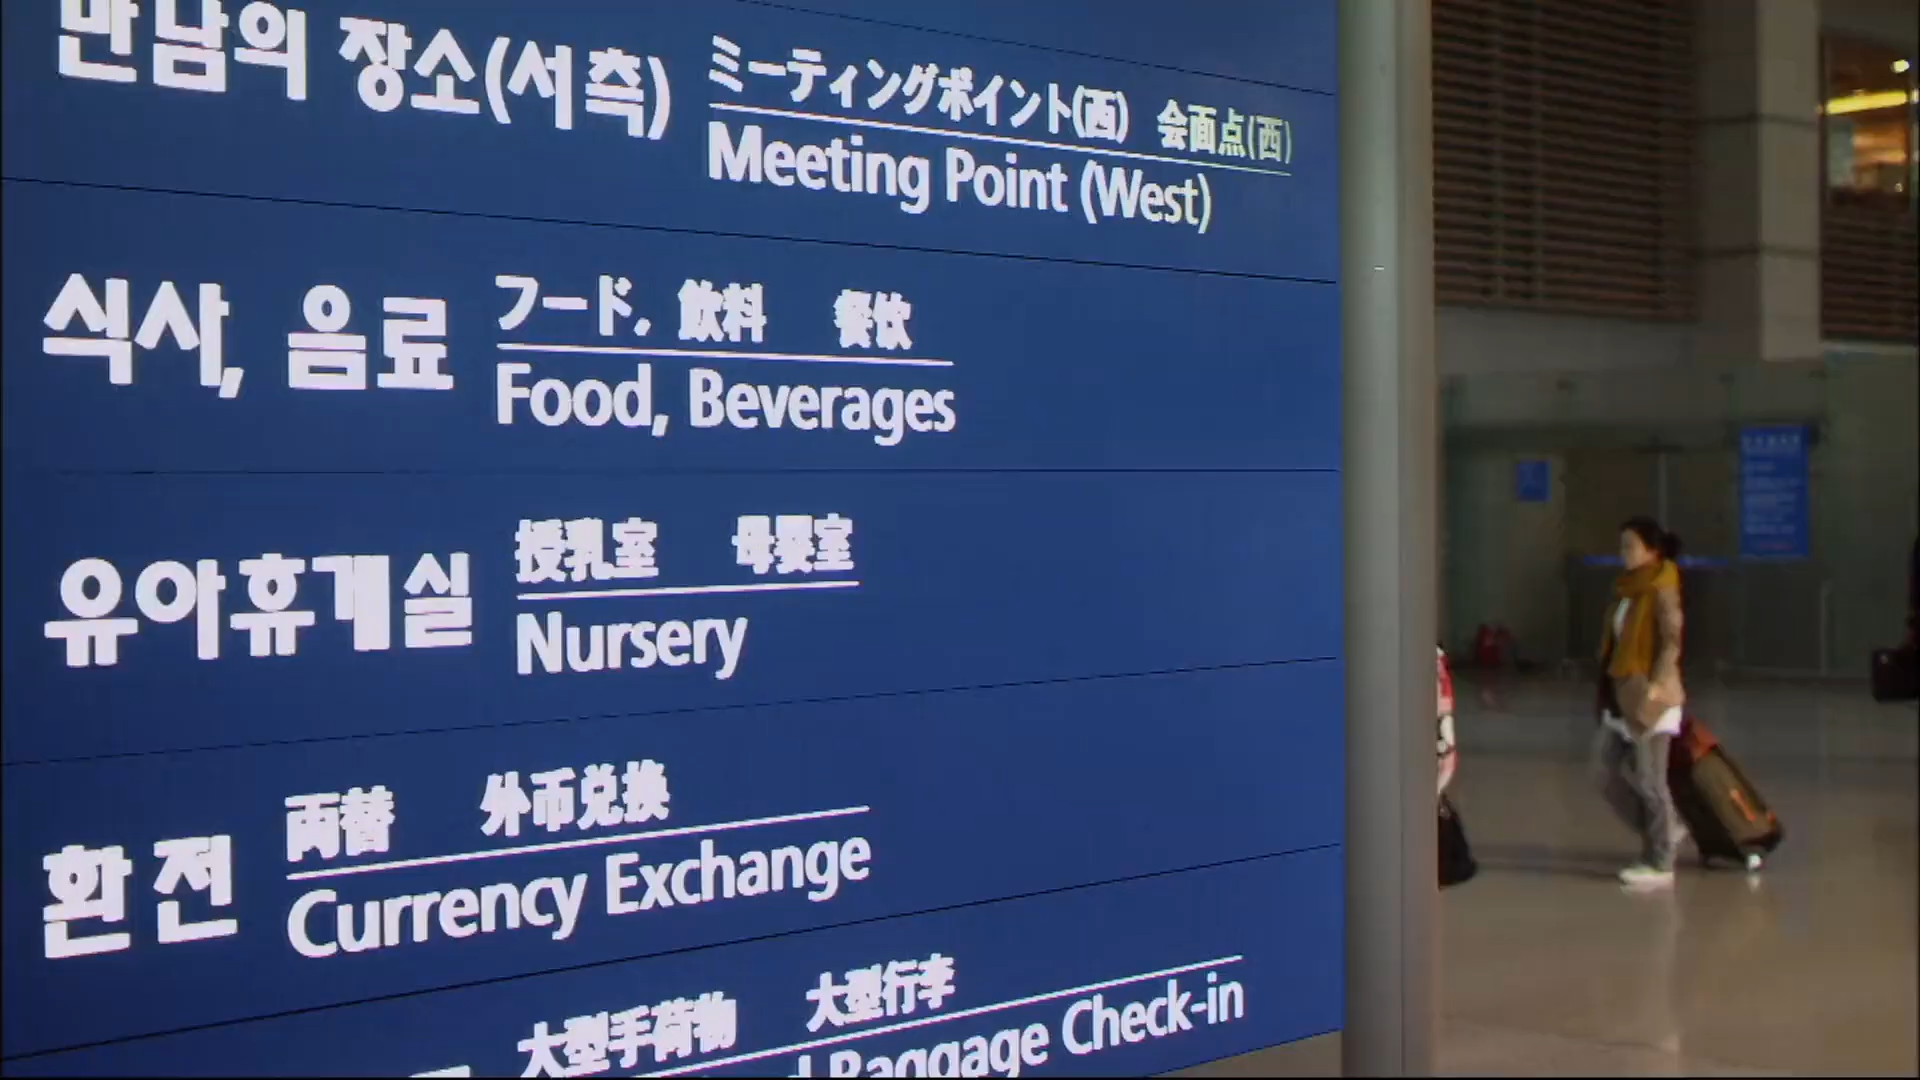 만남의 장소(서측)
ミーティングポイント(西) 会面点(西)
Meeting Point (West)
식사, 음료
フード, 飲料 餐饮
Food, Beverages
유아휴게실
授乳室 母婴室
Nursery
환전
両替 外币兑换
Currency Exchange
大型手荷物 大型行李
Baggage Check-in